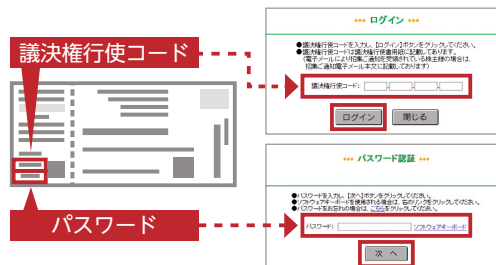 議決権行使コード
パスワード
••• ログイン •••
●議決権行使コードを入力し、[ログイン]ボタンをクリックしてください。
●議決権行使コードは議決権行使書用紙に記載しております。
(電子メールにより招集ご通知を受領されている株主様の場合は、
招集ご通知電子メール本文に記載しております)
議決権行使コード: - - -
ログイン 閉じる
••• パスワード認証 •••
●パスワードを入力し、[次へ]ボタンをクリックしてください。
●ソフトウェアキーボードを使用される場合は、右のリンクをクリックしてください。
●パスワードをお忘れの場合は、こちらをクリックしてください。
パスワード: ソフトウェアキーボード
次 へ